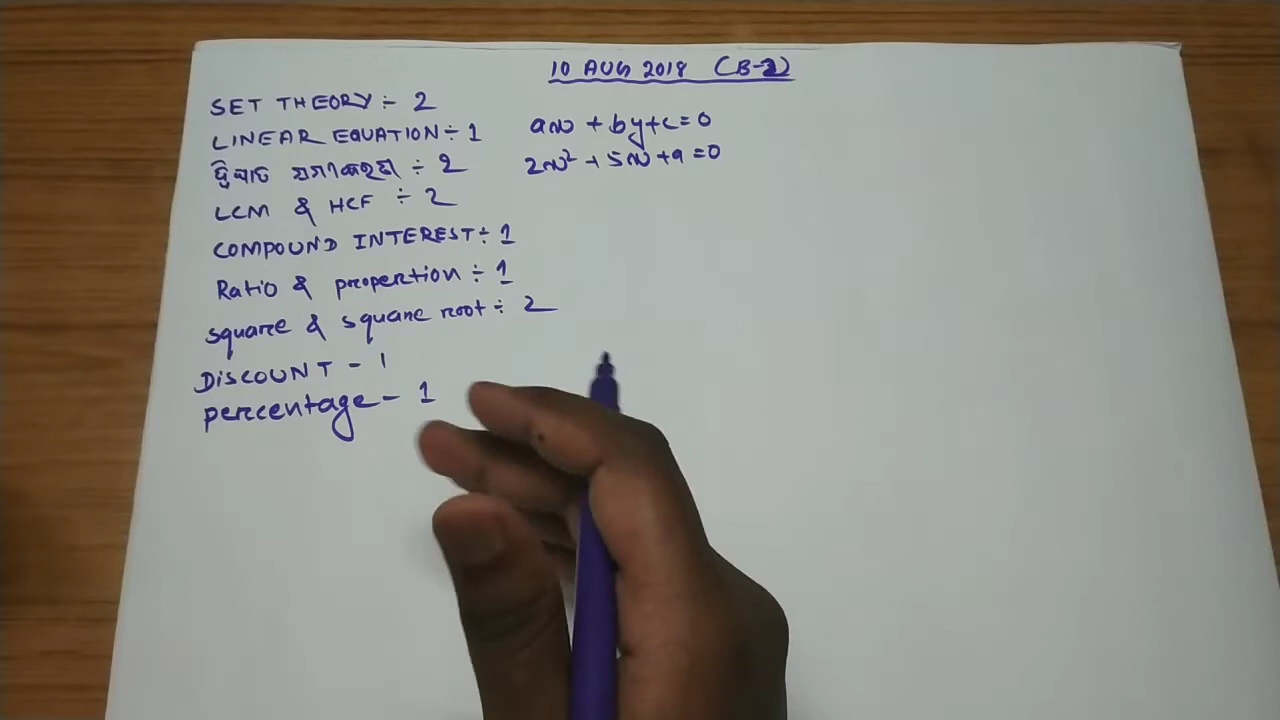 10 AUG 2018 (B-2)
SET THEORY ÷ 2
LINEAR EQUATION ÷ 1
ax + by + c = 0
ଦ୍ୱିଘାତ ସମୀକରଣ ÷ 2
2x² + 5x + 9 = 0
LCM & HCF ÷ 2
COMPOUND INTEREST ÷ 1
Ratio & propertion ÷ 1
square & square root ÷ 2
DISCOUNT - 1
percentage - 1